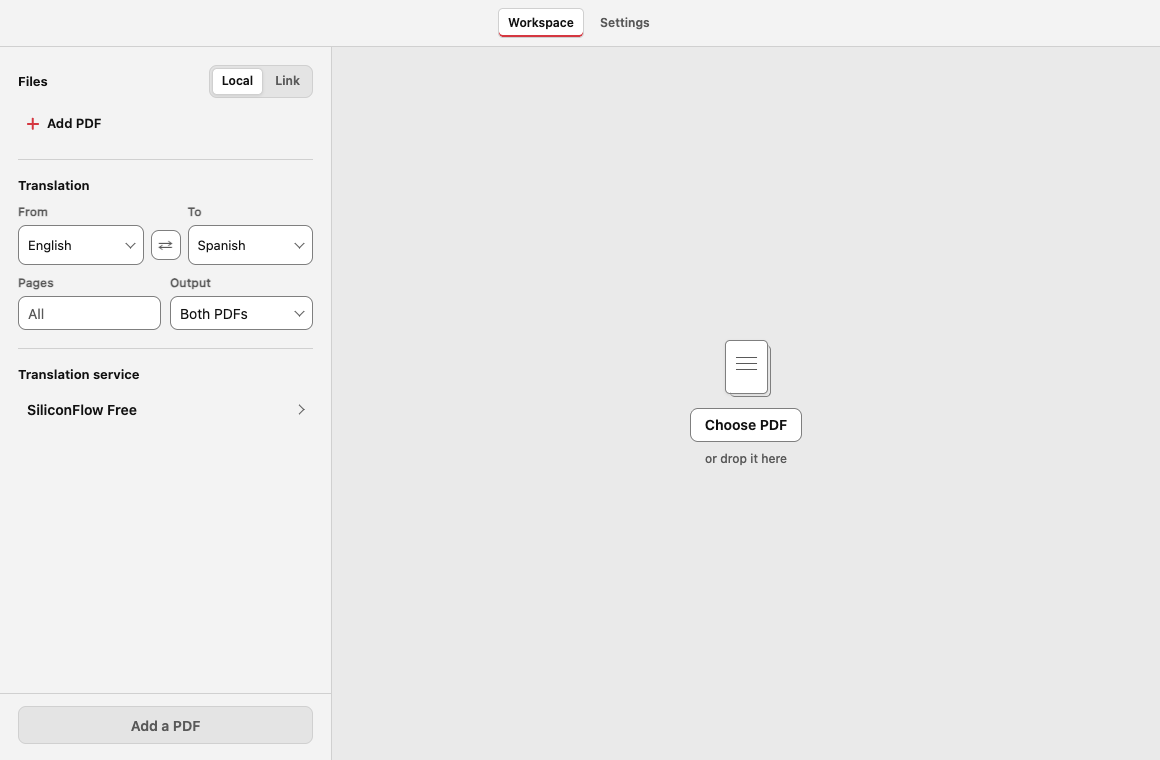 Workspace
Settings
Files
Local
Link
Add PDF
Translation
From
To
English
Spanish
Pages
Output
All
Both PDFs
Translation service
SiliconFlow Free
Add a PDF
Choose PDF
or drop it here